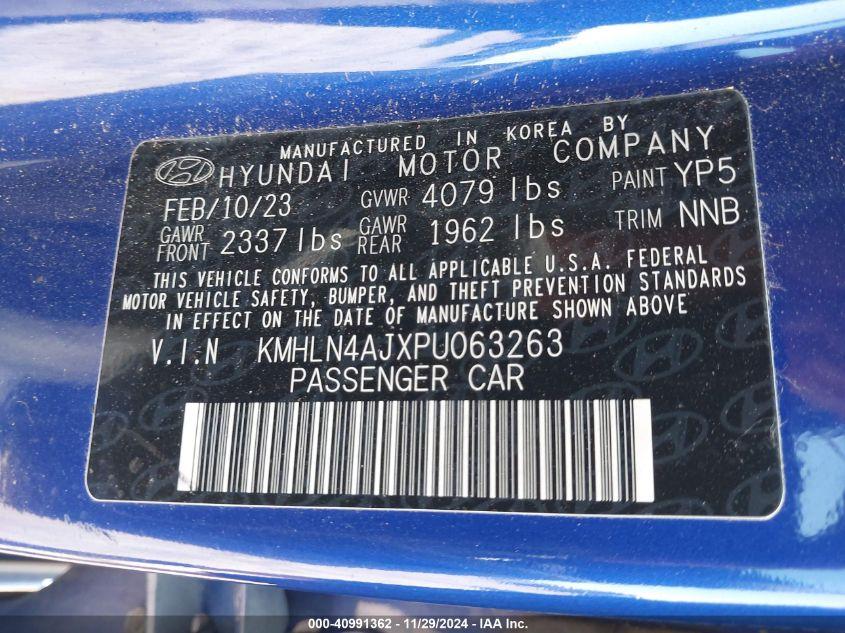 MANUFACTURED IN KOREA BY
HYUNDAI MOTOR COMPANY
FEB/10/23 GVWR 4079 lbs PAINT YP5
GAWR FRONT 2337 lbs GAWR REAR 1962 lbs TRIM NNB
THIS VEHICLE CONFORMS TO ALL APPLICABLE U.S.A. FEDERAL
MOTOR VEHICLE SAFETY, BUMPER, AND THEFT PREVENTION STANDARDS
IN EFFECT ON THE DATE OF MANUFACTURE SHOWN ABOVE
V.I.N KMHLN4AJXPU063263
PASSENGER CAR
000-40991362 - 11/29/2024 - IAA Inc.